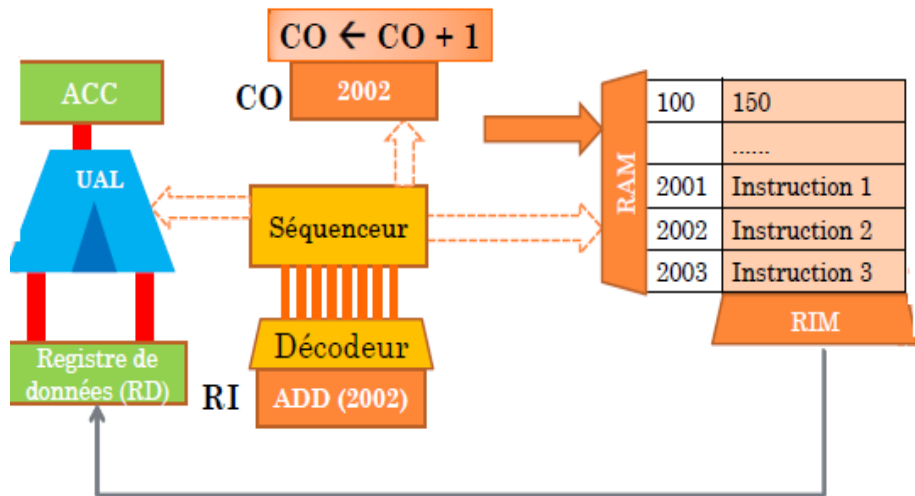 CO ← CO + 1
ACC
CO
2002
UAL
Séquenceur
Décodeur
RI
ADD (2002)
Registre de
données (RD)
RAM
100 150
......
2001 Instruction 1
2002 Instruction 2
2003 Instruction 3
RIM